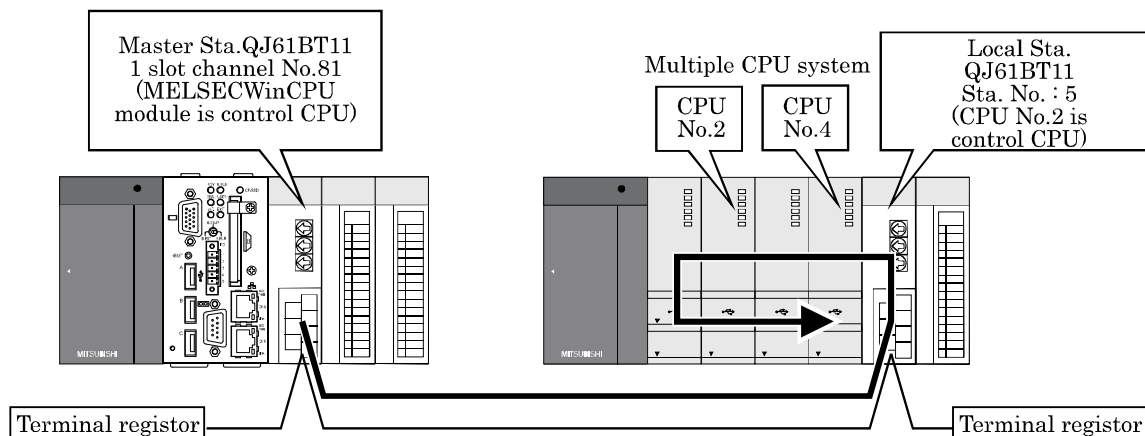 Master Sta.QJ61BT11
1 slot channel No.81
(MELSECWinCPU
module is control CPU)
Multiple CPU system
CPU
No.2
CPU
No.4
Local Sta.
QJ61BT11
Sta. No. : 5
(CPU No.2 is
control CPU)
A
B
C
MITSUBISHI
MITSUBISHI
Terminal registor
Terminal registor